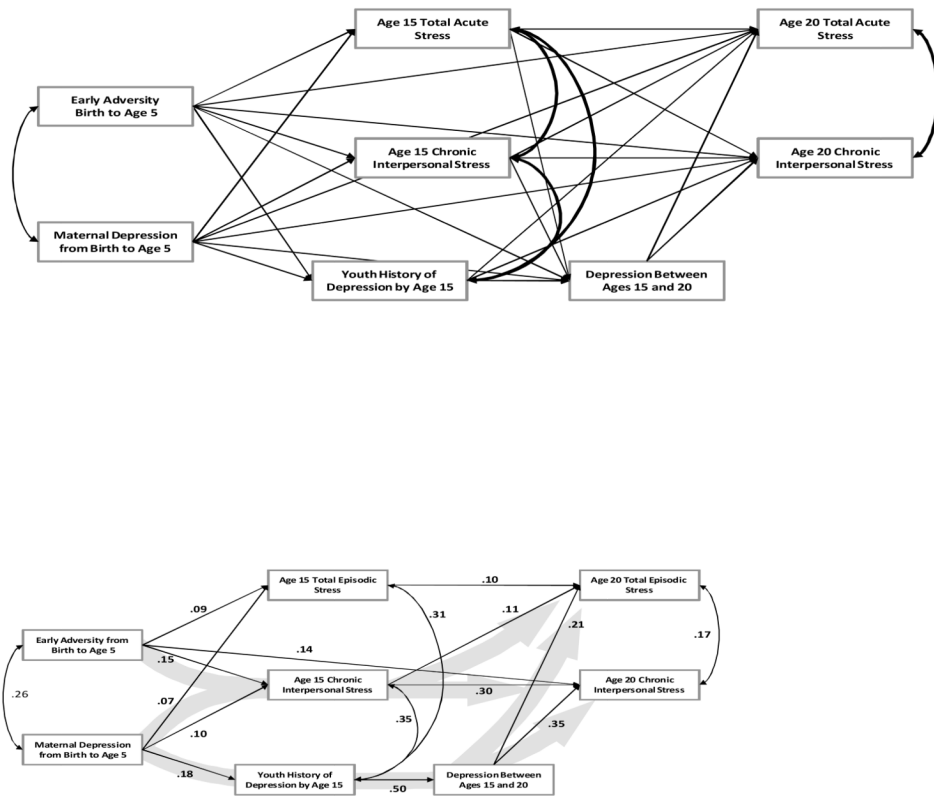 Age 15 Total Acute
Stress
Age 20 Total Acute
Stress
Early Adversity
Birth to Age 5
Age 15 Chronic
Interpersonal Stress
Age 20 Chronic
Interpersonal Stress
Maternal Depression
from Birth to Age 5
Youth History of
Depression by Age 15
Depression Between
Ages 15 and 20
Age 15 Total Episodic
Stress
.10
Age 20 Total Episodic
Stress
.09
.31
.11
.21
Early Adversity from
Birth to Age 5
.17
.14
.15
Age 15 Chronic
Interpersonal Stress
Age 20 Chronic
Interpersonal Stress
.26
.07
.30
.35
.35
.10
Maternal Depression
from Birth to Age 5
.18
Youth History of
Depression by Age 15
.50
Depression Between
Ages 15 and 20